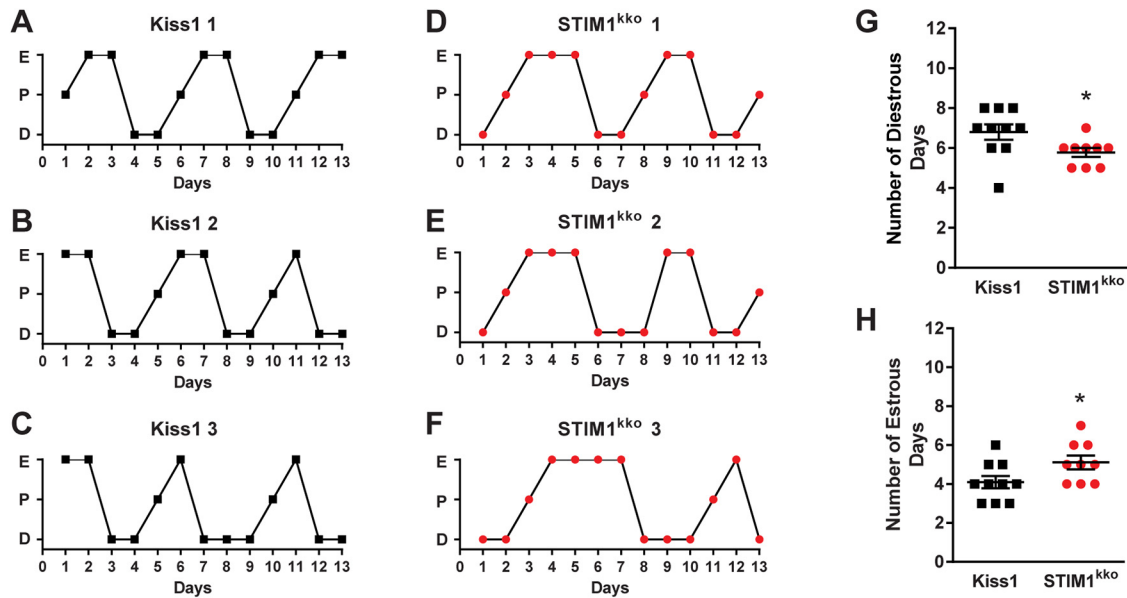 A
Kiss1 1
E
P
D
0 1 2 3 4 5 6 7 8 9 10 11 12 13
Days
B
Kiss1 2
E
P
D
0 1 2 3 4 5 6 7 8 9 10 11 12 13
Days
C
Kiss1 3
E
P
D
0 1 2 3 4 5 6 7 8 9 10 11 12 13
Days
D
STIM1kko 1
E
P
D
0 1 2 3 4 5 6 7 8 9 10 11 12 13
Days
E
STIM1kko 2
E
P
D
0 1 2 3 4 5 6 7 8 9 10 11 12 13
Days
F
STIM1kko 3
E
P
D
0 1 2 3 4 5 6 7 8 9 10 11 12 13
Days
G
Number of Diestrous
Days
12
10
8
6
4
2
0
*
Kiss1 STIM1kko
H
Number of Estrous
Days
12
10
8
6
4
2
0
*
Kiss1 STIM1kko